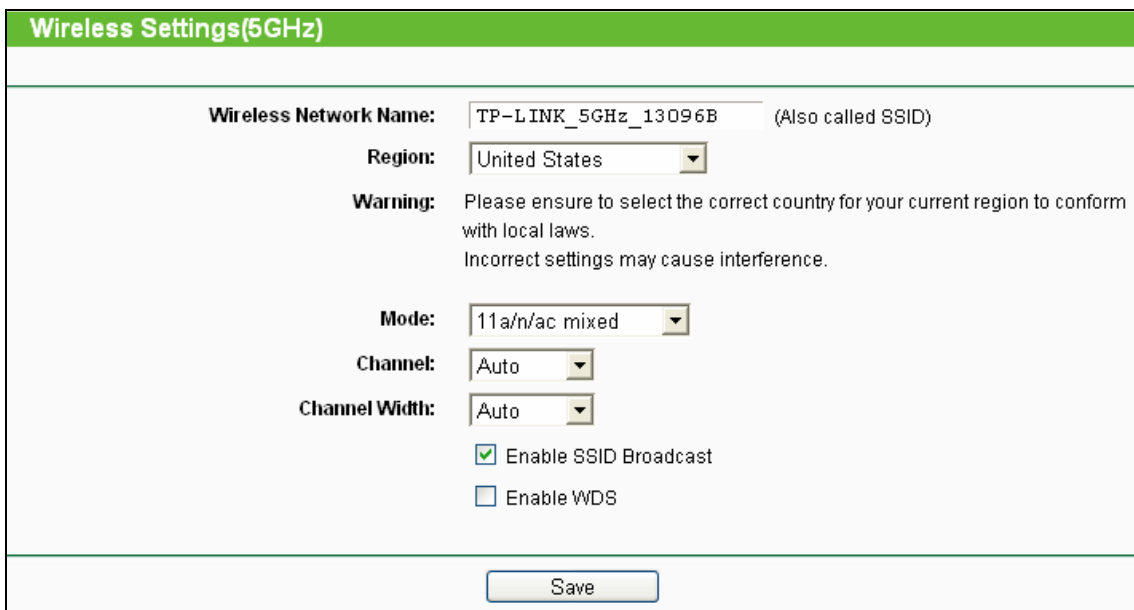 Wireless Settings(5GHz)
Wireless Network Name: TP-LINK_5GHz_13096B (Also called SSID)
Region: United States
Warning: Please ensure to select the correct country for your current region to conform
with local laws.
Incorrect settings may cause interference.
Mode: 11a/n/ac mixed
Channel: Auto
Channel Width: Auto
Enable SSID Broadcast
Enable WDS
Save